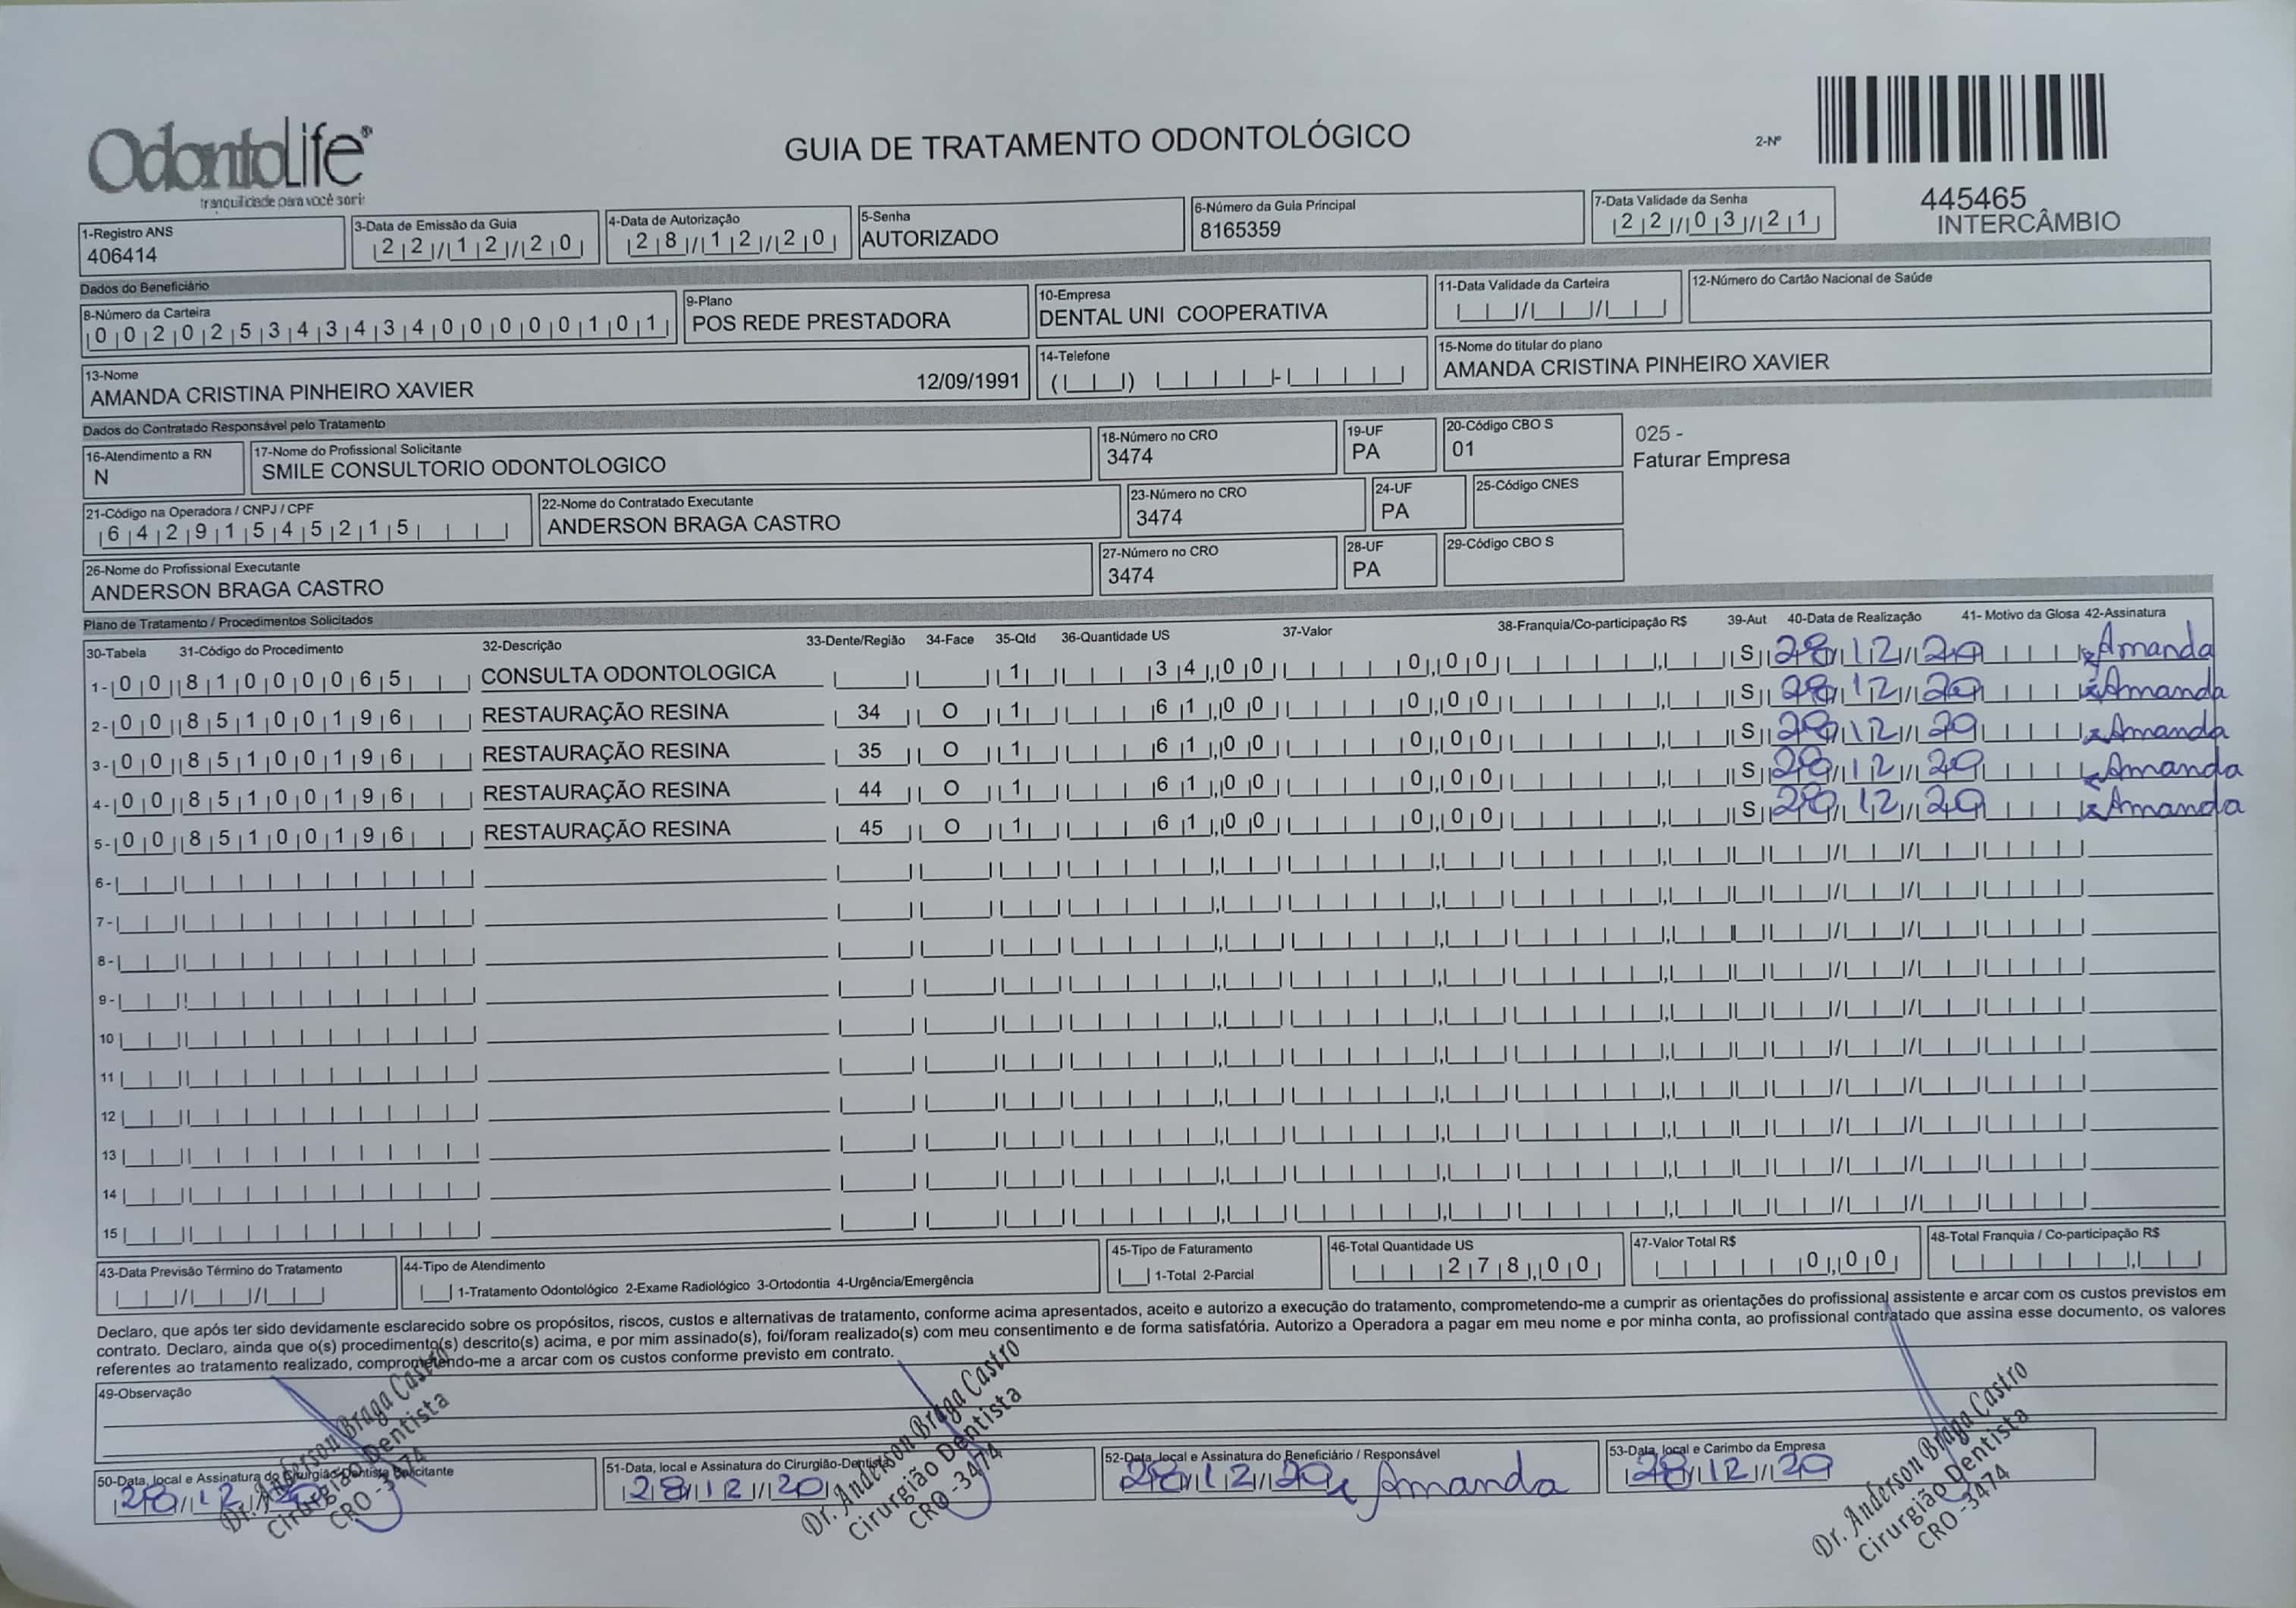 OdontoLife®
tranquilidade para você sorrir
GUIA DE TRATAMENTO ODONTOLÓGICO
2-Nº
445465
INTERCÂMBIO
1-Registro ANS
406414
3-Data de Emissão da Guia
22/12/20
4-Data de Autorização
28/12/20
5-Senha
AUTORIZADO
6-Número da Guia Principal
8165359
7-Data Validade da Senha
22/03/21
Dados do Beneficiário
8-Número da Carteira
00202534343400000101
9-Plano
POS REDE PRESTADORA
10-Empresa
DENTAL UNI COOPERATIVA
11-Data Validade da Carteira
12-Número do Cartão Nacional de Saúde
13-Nome
AMANDA CRISTINA PINHEIRO XAVIER 12/09/1991
14-Telefone
15-Nome do titular do plano
AMANDA CRISTINA PINHEIRO XAVIER
Dados do Contratado Responsável pelo Tratamento
16-Atendimento a RN
N
17-Nome do Profissional Solicitante
SMILE CONSULTORIO ODONTOLOGICO
18-Número no CRO
3474
19-UF
PA
20-Código CBO S
01
025 -
Faturar Empresa
21-Código na Operadora / CNPJ / CPF
64291545215
22-Nome do Contratado Executante
ANDERSON BRAGA CASTRO
23-Número no CRO
3474
24-UF
PA
25-Código CNES
26-Nome do Profissional Executante
ANDERSON BRAGA CASTRO
27-Número no CRO
3474
28-UF
PA
29-Código CBO S
Plano de Tratamento / Procedimentos Solicitados
30-Tabela 31-Código do Procedimento 32-Descrição 33-Dente/Região 34-Face 35-Qtd 36-Quantidade US 37-Valor 38-Franquia/Co-participação R$ 39-Aut 40-Data de Realização 41- Motivo da Glosa 42-Assinatura
1- 00 81000065 CONSULTA ODONTOLOGICA 1 34,00 0,00 S 28/12/20 x Amanda
2- 00 85100196 RESTAURAÇÃO RESINA 34 O 1 61,00 0,00 S 28/12/20 x Amanda
3- 00 85100196 RESTAURAÇÃO RESINA 35 O 1 61,00 0,00 S 28/12/20 x Amanda
4- 00 85100196 RESTAURAÇÃO RESINA 44 O 1 61,00 0,00 S 28/12/20 x Amanda
5- 00 85100196 RESTAURAÇÃO RESINA 45 O 1 61,00 0,00 S 28/12/20 x Amanda
6-
7-
8-
9-
10
11
12
13
14
15
43-Data Previsão Término do Tratamento
44-Tipo de Atendimento
1-Tratamento Odontológico 2-Exame Radiológico 3-Ortodontia 4-Urgência/Emergência
45-Tipo de Faturamento
1-Total 2-Parcial
46-Total Quantidade US
278,00
47-Valor Total R$
0,00
48-Total Franquia / Co-participação R$
Declaro, que após ter sido devidamente esclarecido sobre os propósitos, riscos, custos e alternativas de tratamento, conforme acima apresentados, aceito e autorizo a execução do tratamento, comprometendo-me a cumprir as orientações do profissional assistente e arcar com os custos previstos em
contrato. Declaro, ainda que o(s) procedimento(s) descrito(s) acima, e por mim assinado(s), foi/foram realizado(s) com meu consentimento e de forma satisfatória. Autorizo a Operadora a pagar em meu nome e por minha conta, ao profissional contratado que assina esse documento, os valores
referentes ao tratamento realizado, comprometendo-me a arcar com os custos conforme previsto em contrato.
49-Observação
50-Data, local e Assinatura do Cirurgião-Dentista Solicitante
28/12/20
Dr. Anderson Braga Castro
Cirurgião Dentista
CRO -3474
51-Data, local e Assinatura do Cirurgião-Dentista
28/12/20
Dr. Anderson Braga Castro
Cirurgião Dentista
CRO -3474
52-Data, local e Assinatura do Beneficiário / Responsável
28/12/20 x Amanda
53-Data, local e Carimbo da Empresa
28/12/20
Dr. Anderson Braga Castro
Cirurgião Dentista
CRO -3474